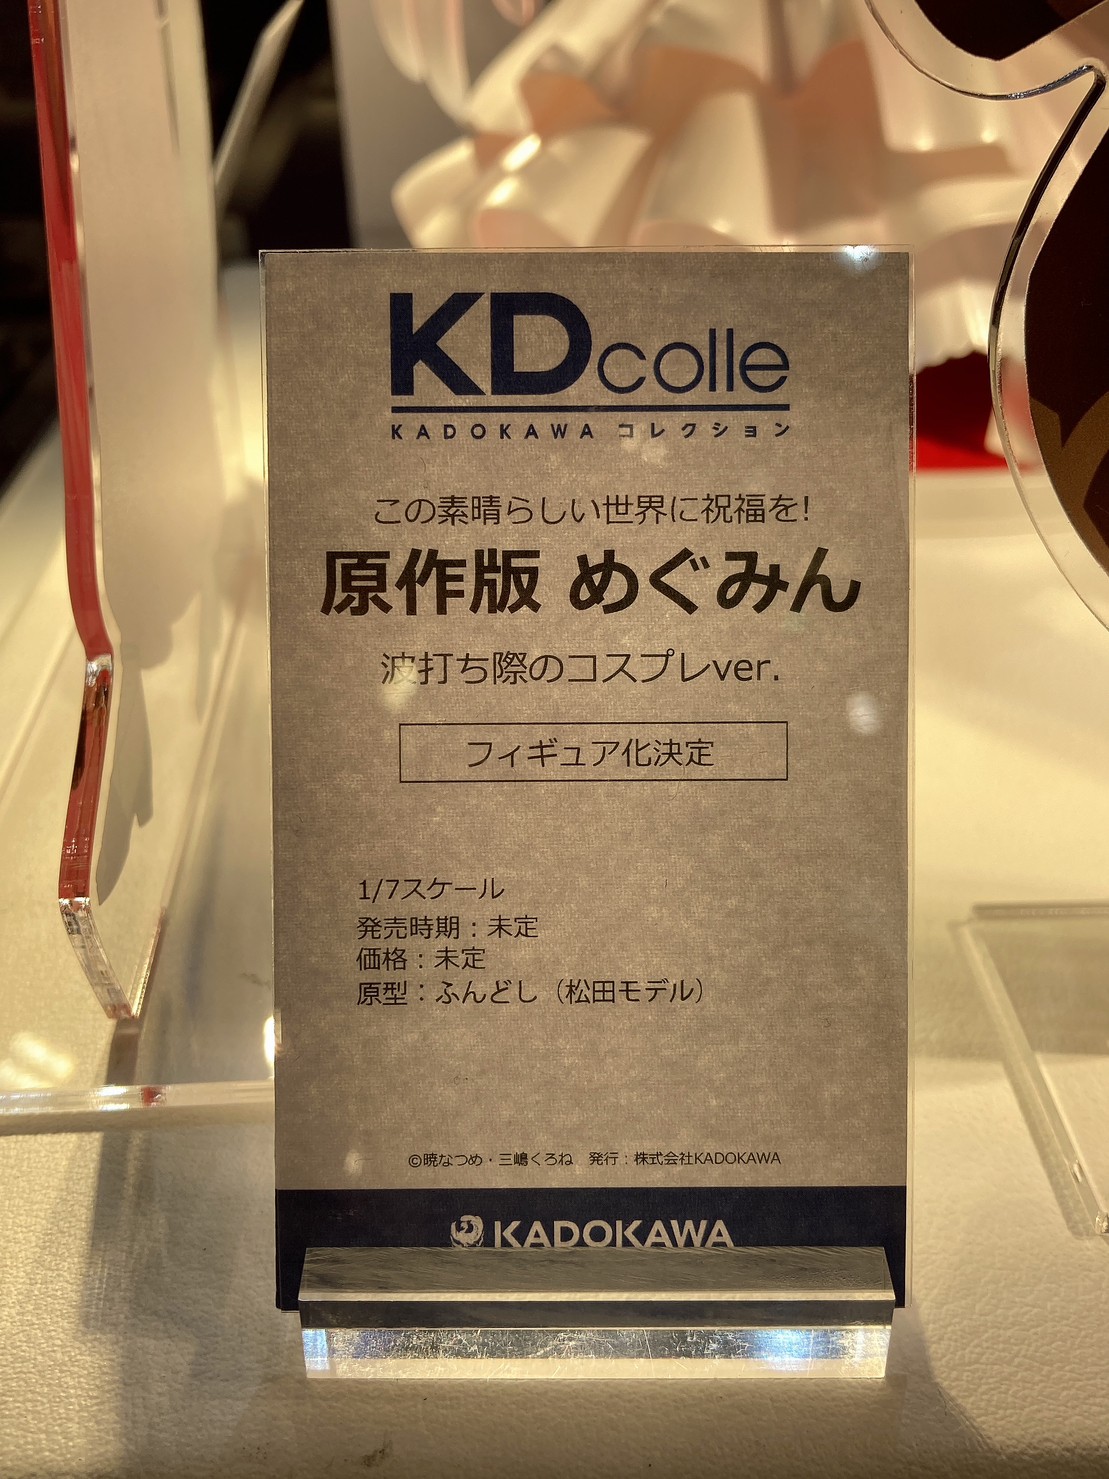 KDcolle
KADOKAWA コレクション
この素晴らしい世界に祝福を!
原作版 めぐみん
波打ち際のコスプレver.
フィギュア化決定
1/7スケール
発売時期：未定
価格：未定
原型：ふんどし（松田モデル）
©暁なつめ・三嶋くろね 発行：株式会社KADOKAWA
KADOKAWA